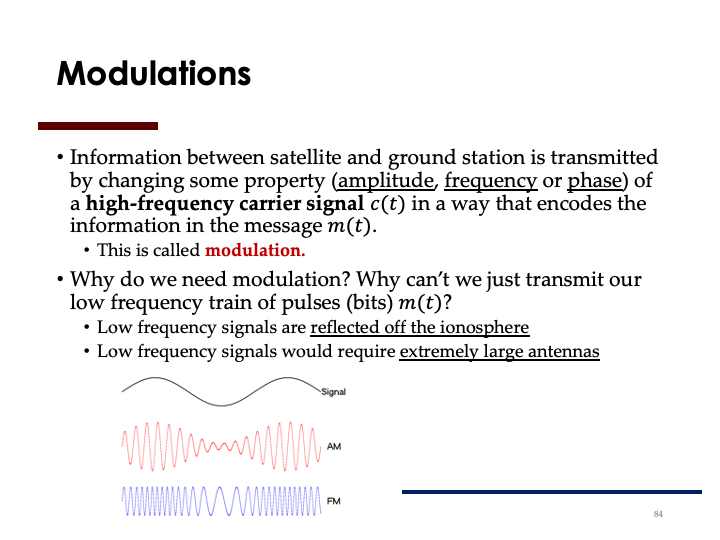 Modulations
• Information between satellite and ground station is transmitted
by changing some property (amplitude, frequency or phase) of
a high-frequency carrier signal 𝑐(𝑡) in a way that encodes the
information in the message 𝑚(𝑡).
• This is called modulation.
• Why do we need modulation? Why can’t we just transmit our
low frequency train of pulses (bits) 𝑚(𝑡)?
• Low frequency signals are reflected off the ionosphere
• Low frequency signals would require extremely large antennas
Signal
AM
FM
84